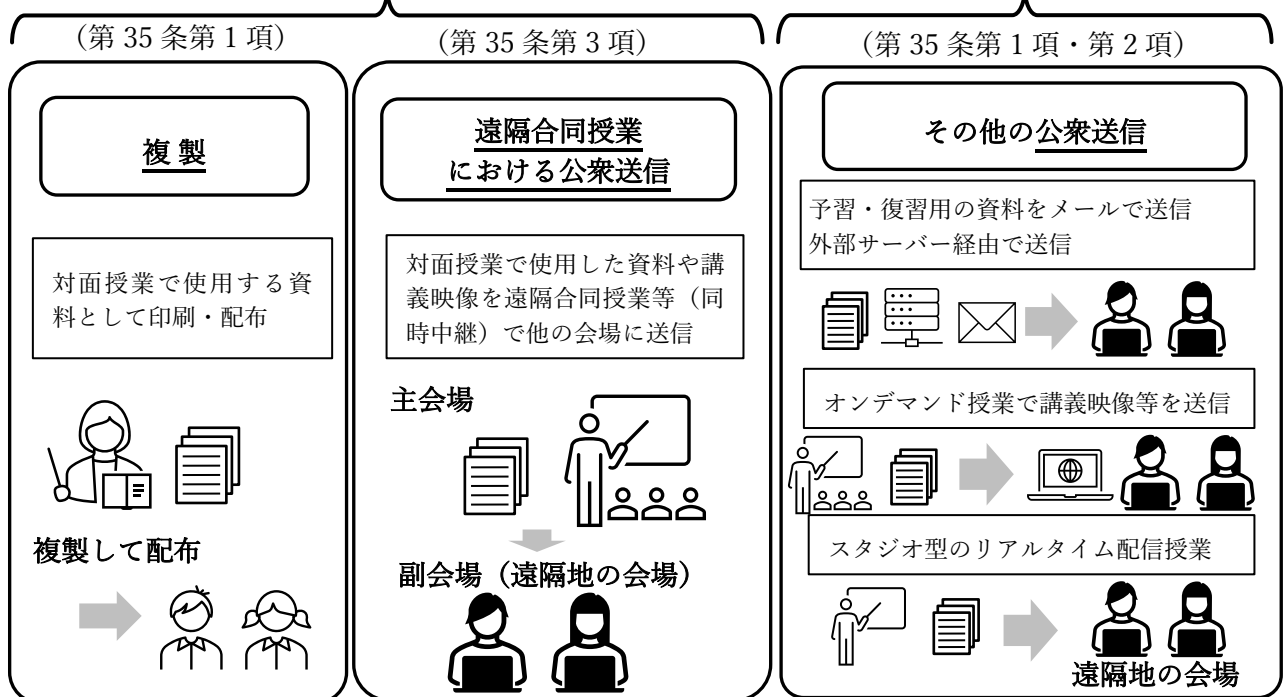 (第 35 条第 1 項)
(第 35 条第 3 項)
(第 35 条第 1 項・第 2 項)
複 製
対面授業で使用する資
料として印刷・配布
複製して配布
遠隔合同授業
における公衆送信
対面授業で使用した資料や講
義映像を遠隔合同授業等（同
時中継）で他の会場に送信
主会場
副会場（遠隔地の会場）
その他の公衆送信
予習・復習用の資料をメールで送信
外部サーバー経由で送信
オンデマンド授業で講義映像等を送信
スタジオ型のリアルタイム配信授業
遠隔地の会場